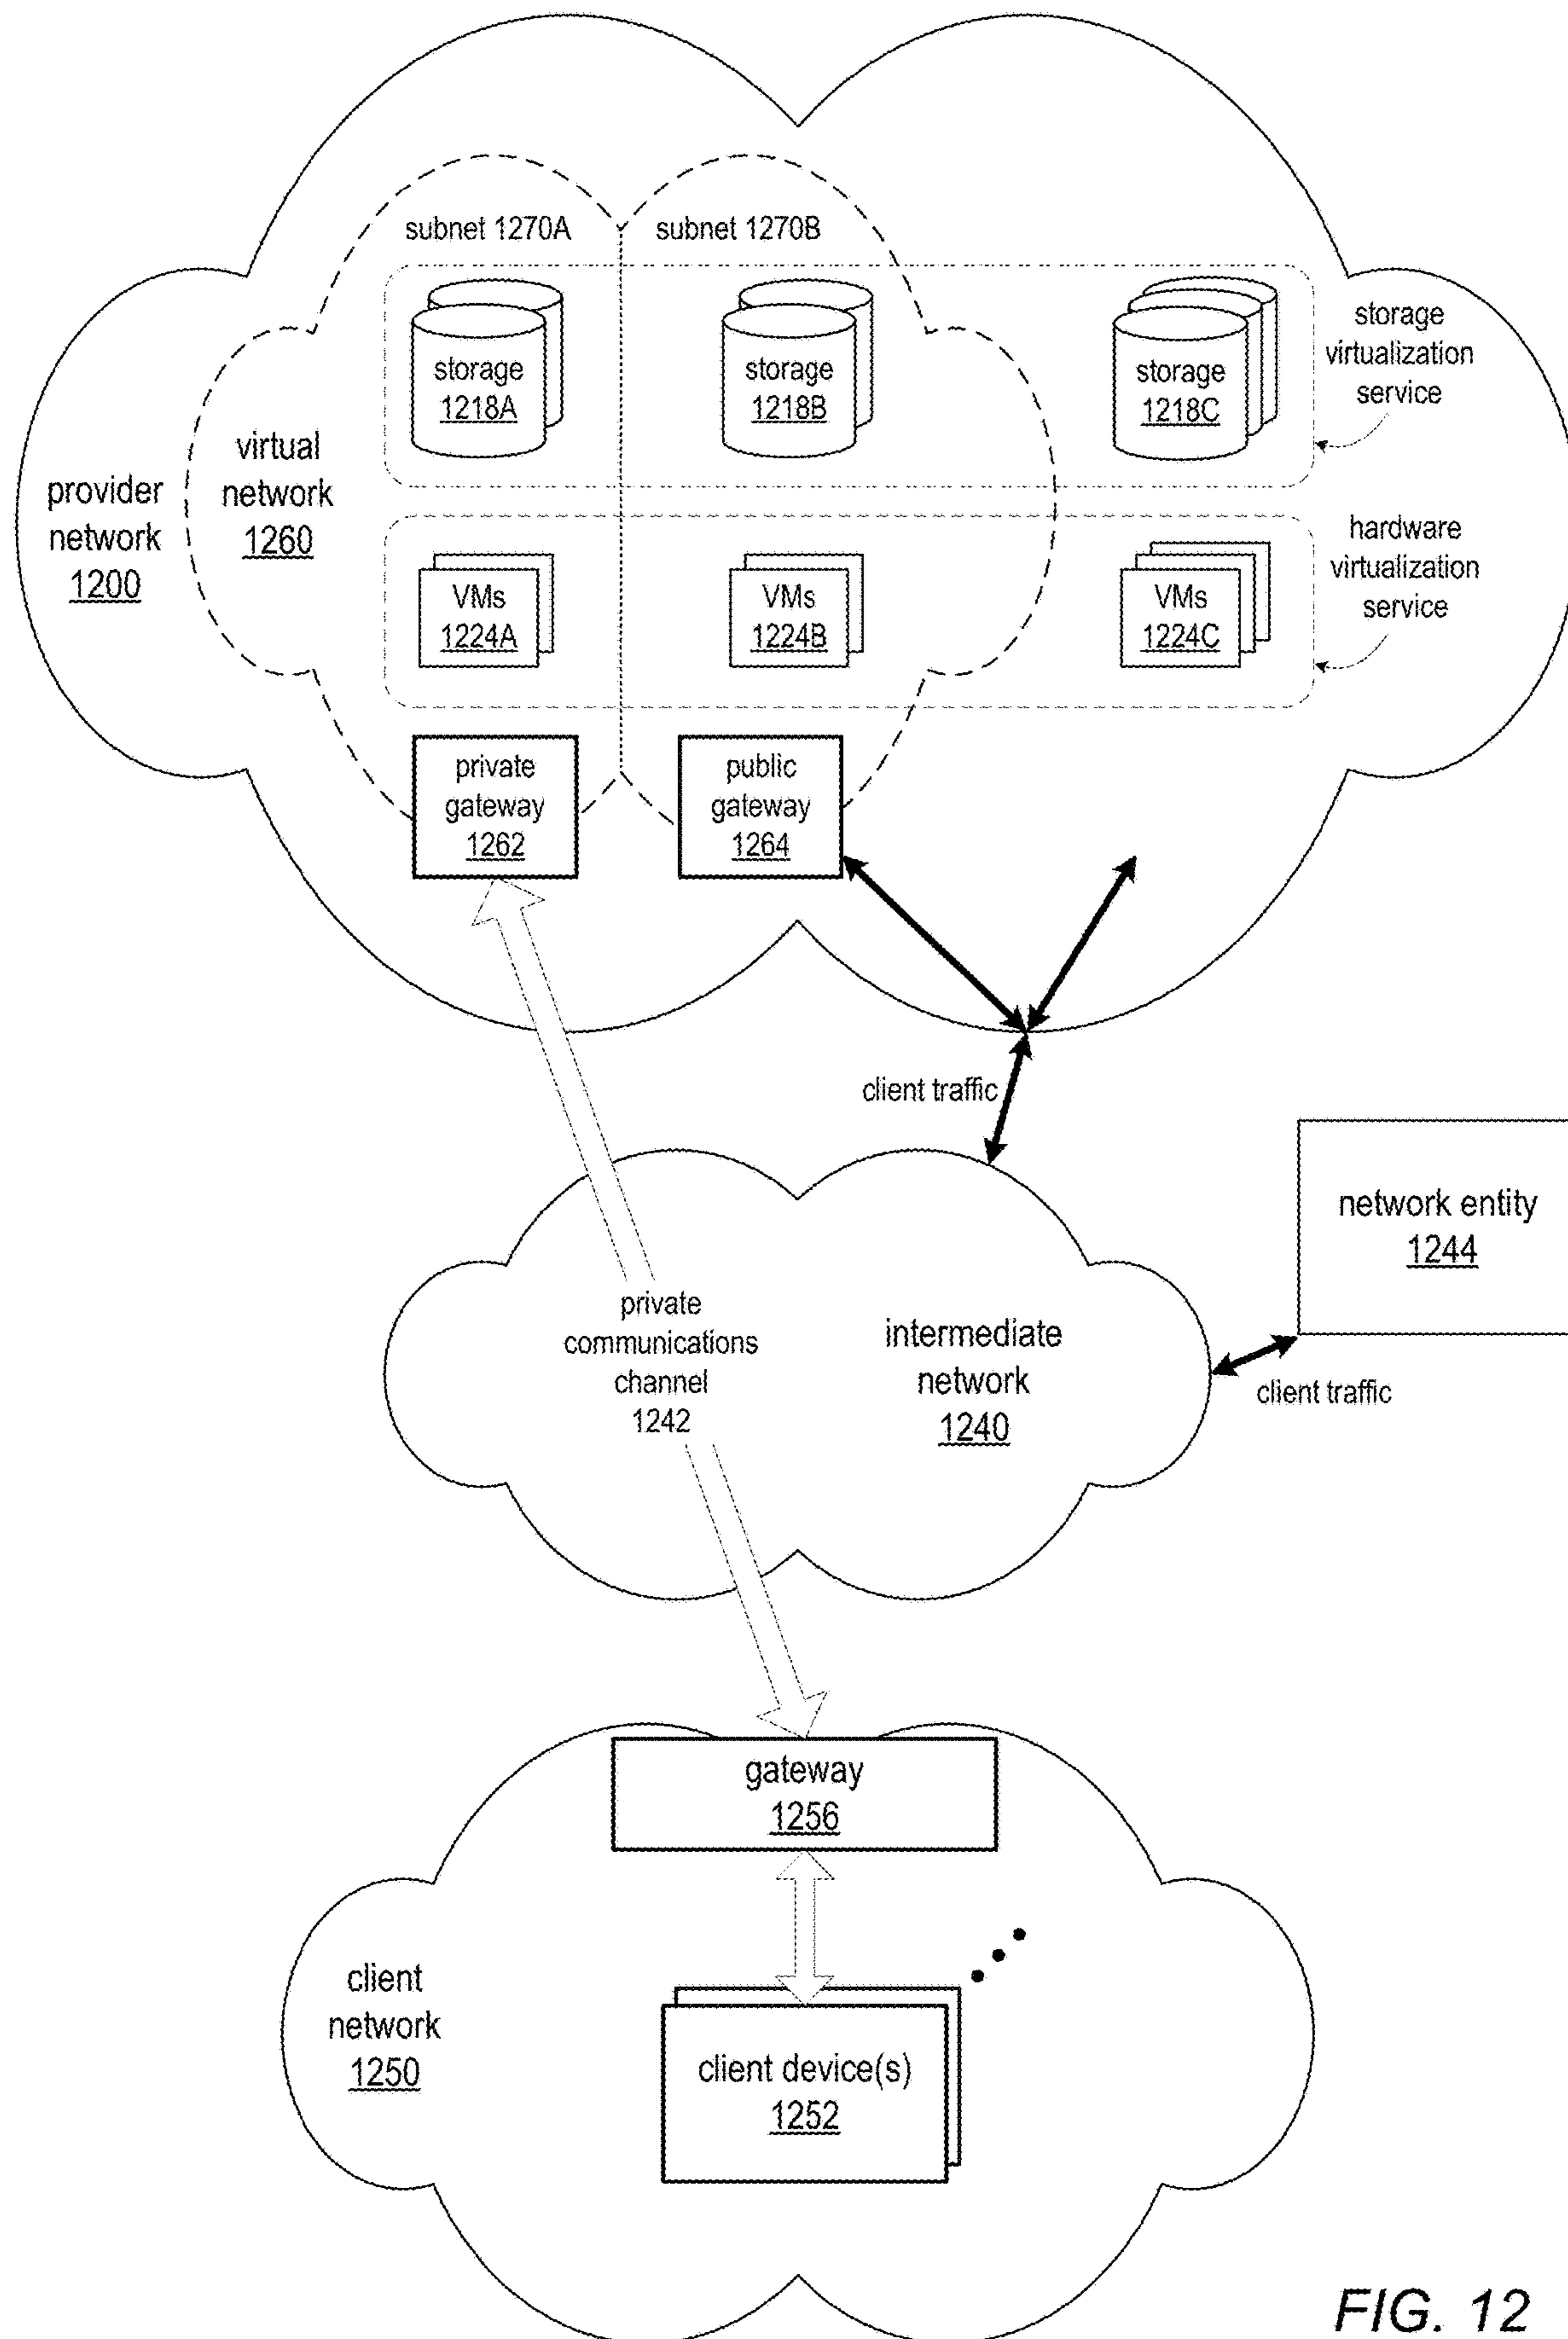 subnet 1270A
subnet 1270B
storage
1218A
storage
1218B
storage
1218C
storage
virtualization
service
provider
network
1200
virtual
network
1260
VMs
1224A
VMs
1224B
VMs
1224C
hardware
virtualization
service
private
gateway
1262
public
gateway
1264
client traffic
network entity
1244
private
communications
channel
1242
intermediate
network
1240
client traffic
gateway
1256
client
network
1250
client device(s)
1252
FIG. 12